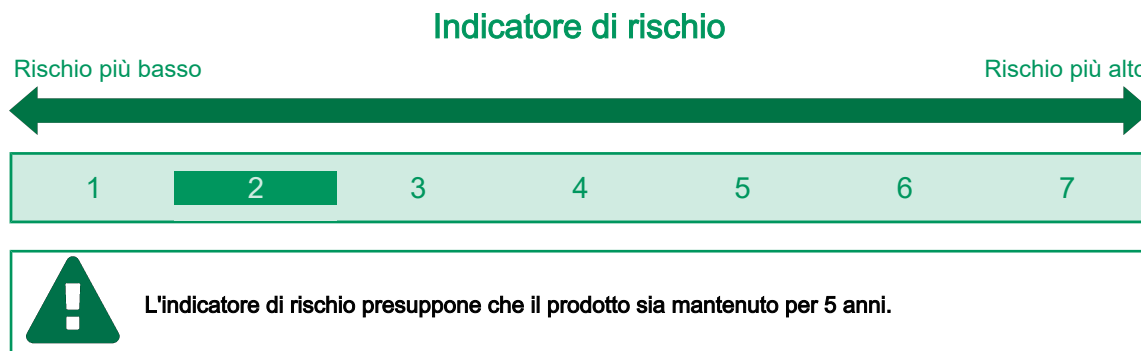 Indicatore di rischio
Rischio più basso Rischio più alto
1 2 3 4 5 6 7
L'indicatore di rischio presuppone che il prodotto sia mantenuto per 5 anni.